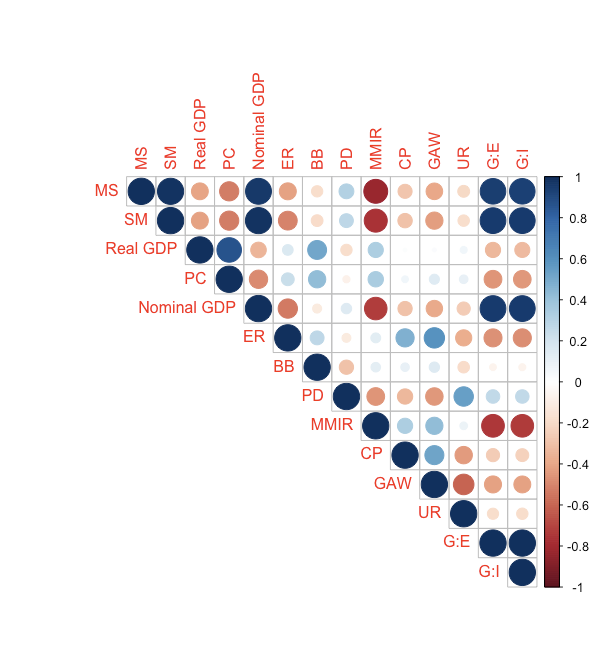 MS
SM
Real GDP
PC
Nominal GDP
ER
BB
PD
MMIR
CP
GAW
UR
G:E
G:I
MS
SM
Real GDP
PC
Nominal GDP
ER
BB
PD
MMIR
CP
GAW
UR
G:E
G:I
1
0.8
0.6
0.4
0.2
0
-0.2
-0.4
-0.6
-0.8
-1